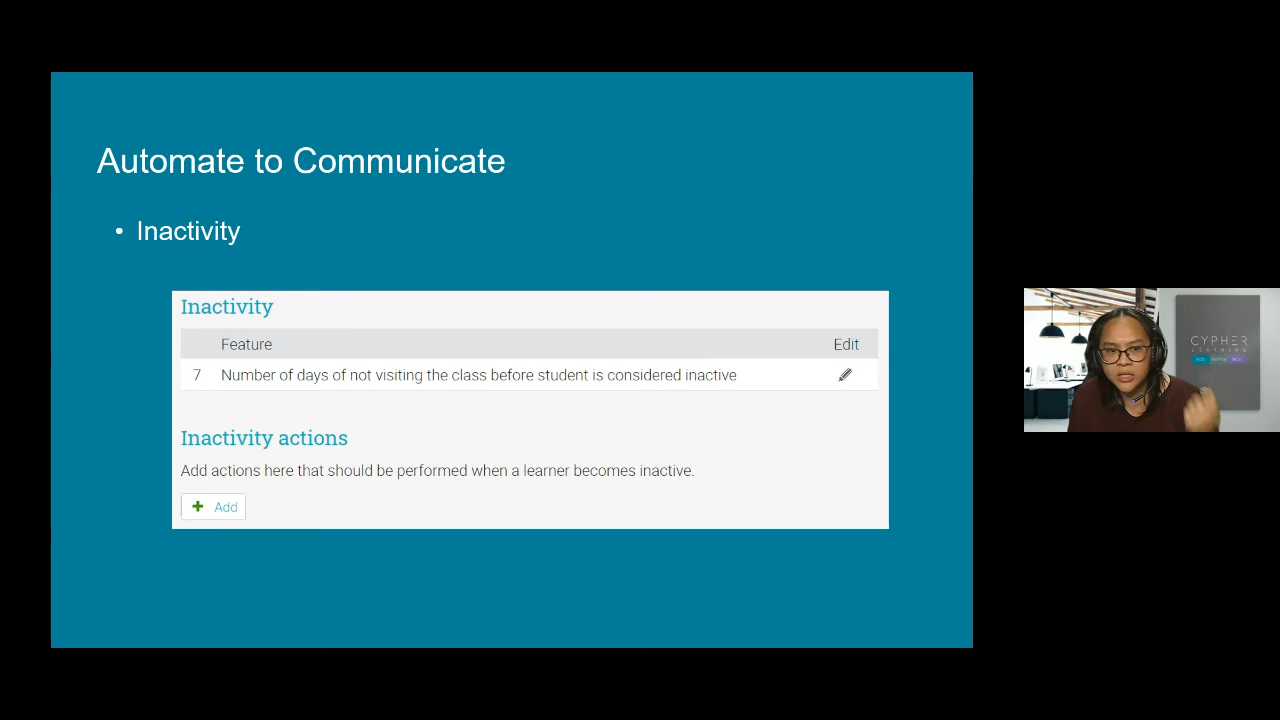 Automate to Communicate
• Inactivity
Inactivity
Feature Edit
7 Number of days of not visiting the class before student is considered inactive
Inactivity actions
Add actions here that should be performed when a learner becomes inactive.
Add
CYPHER
LEARNING